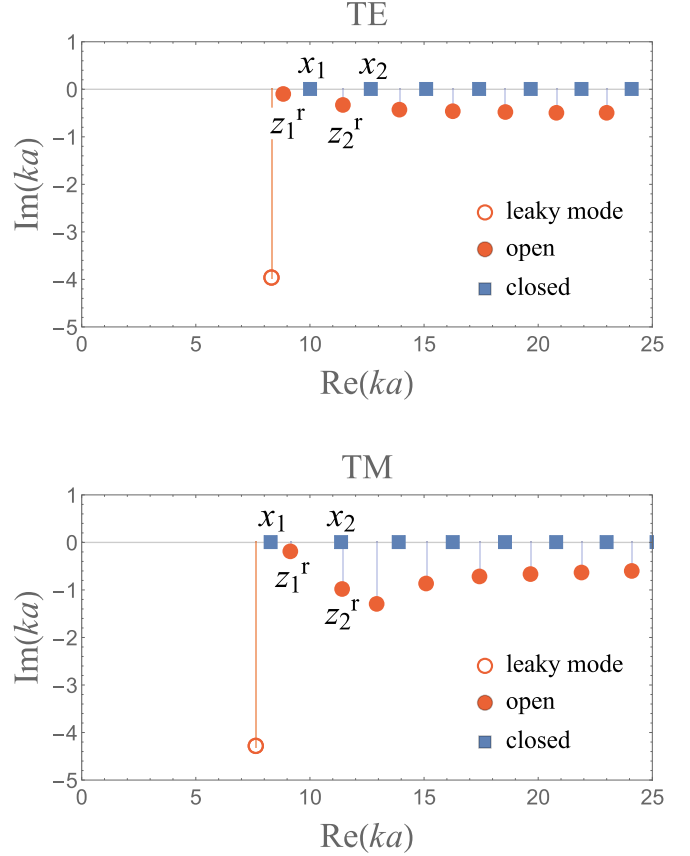 TE
1
0
−1
−2
−3
−4
−5
Im(ka)
x₁ x₂
z₁ʳ z₂ʳ
leaky mode
open
closed
0 5 10 15 20 25
Re(ka)
TM
1
0
−1
−2
−3
−4
−5
Im(ka)
x₁ x₂
z₁ʳ
z₂ʳ
leaky mode
open
closed
0 5 10 15 20 25
Re(ka)